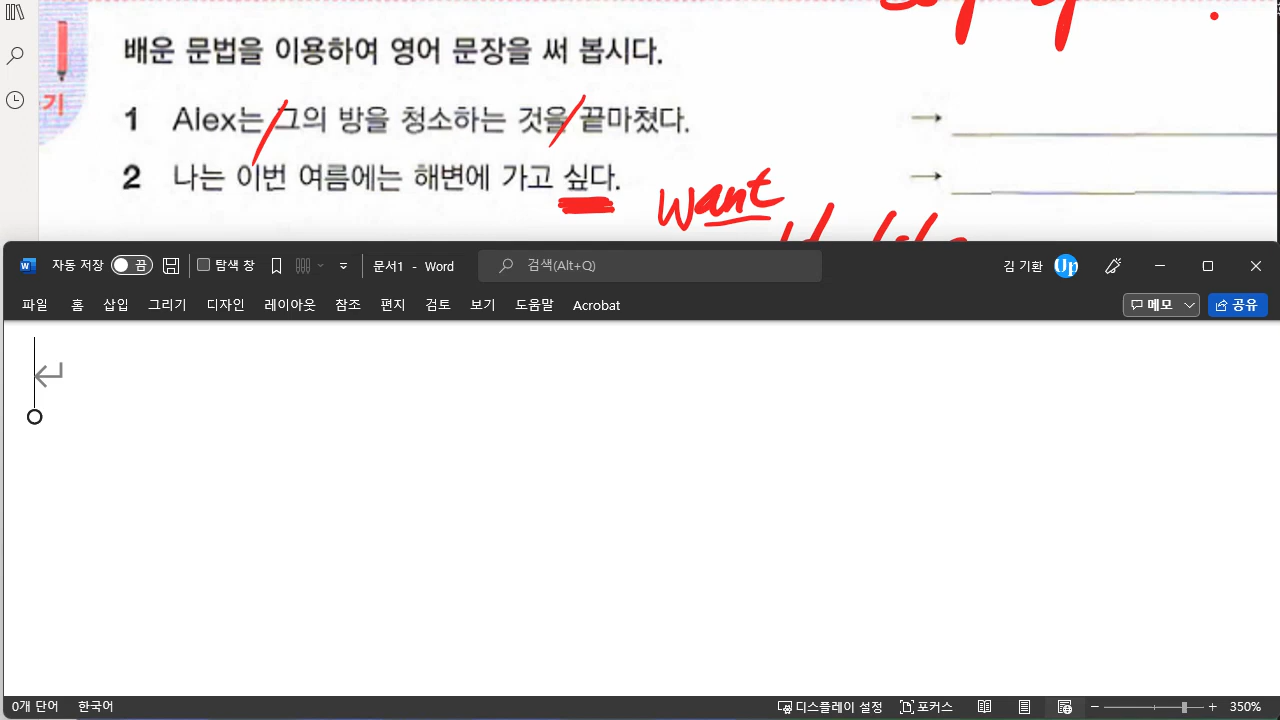 배운 문법을 이용하여 영어 문장을 써 봅시다.
기
1 Alex는 그의 방을 청소하는 것을 끝마쳤다. →
2 나는 이번 여름에는 해변에 가고 싶다. →
want
자동 저장 끔 탐색 창 문서1 - Word 검색(Alt+Q) 김 기환 Up
파일 홈 삽입 그리기 디자인 레이아웃 참조 편지 검토 보기 도움말 Acrobat 메모 공유
0개 단어 한국어 디스플레이 설정 포커스 350%